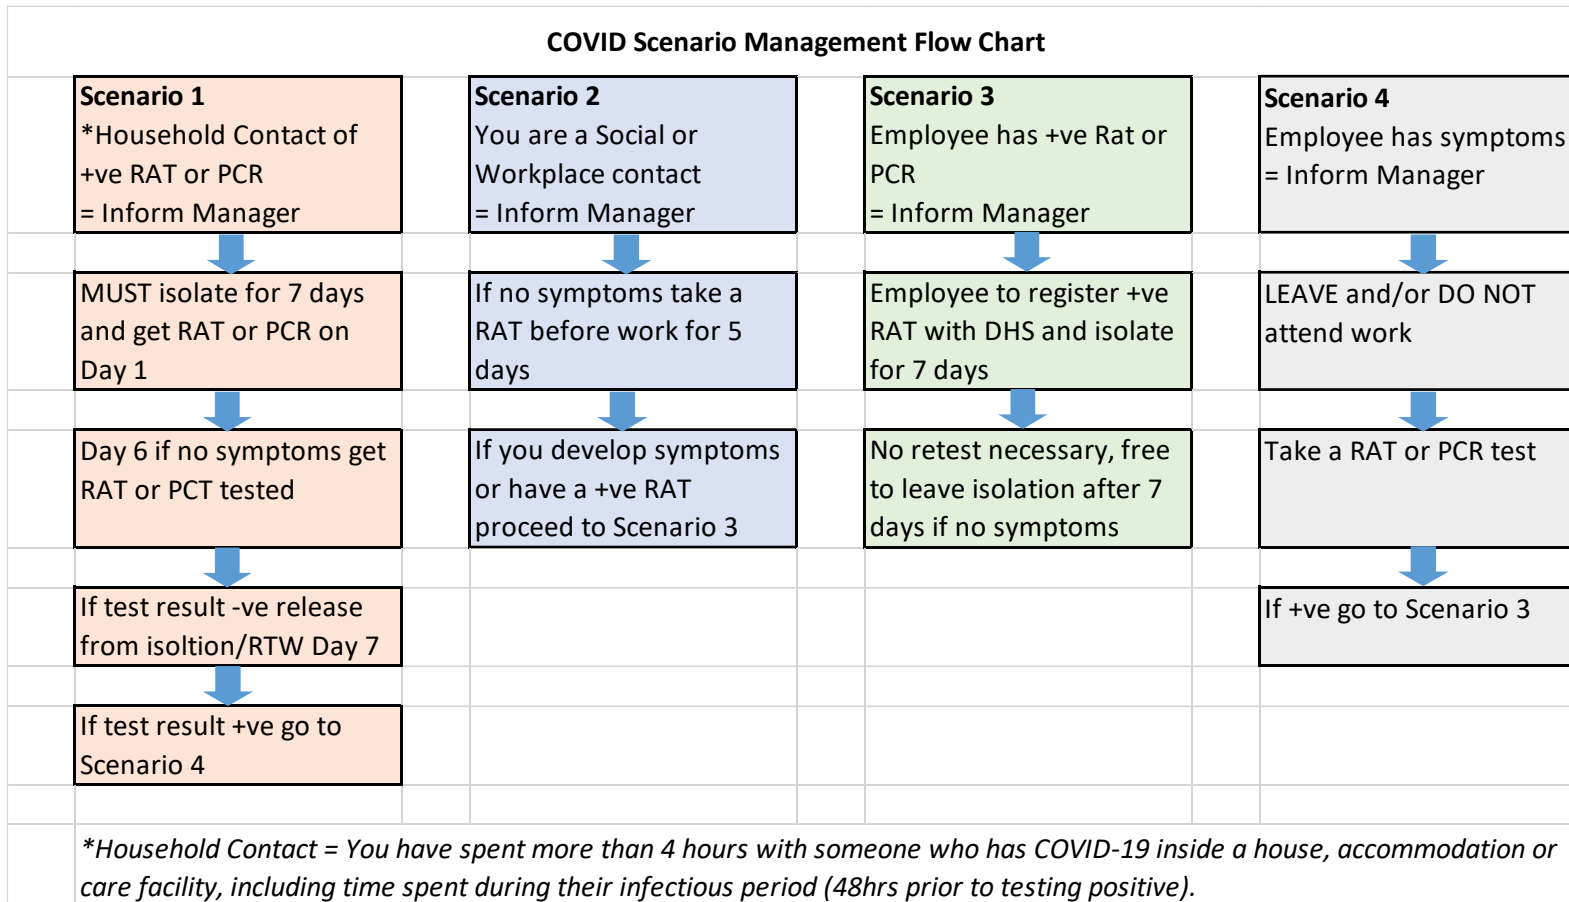 COVID Scenario Management Flow Chart
Scenario 1
*Household Contact of
+ve RAT or PCR
= Inform Manager
MUST isolate for 7 days
and get RAT or PCR on
Day 1
Day 6 if no symptoms get
RAT or PCT tested
If test result -ve release
from isoltion/RTW Day 7
If test result +ve go to
Scenario 4
Scenario 2
You are a Social or
Workplace contact
= Inform Manager
If no symptoms take a
RAT before work for 5
days
If you develop symptoms
or have a +ve RAT
proceed to Scenario 3
Scenario 3
Employee has +ve Rat or
PCR
= Inform Manager
Employee to register +ve
RAT with DHS and isolate
for 7 days
No retest necessary, free
to leave isolation after 7
days if no symptoms
Scenario 4
Employee has symptoms
= Inform Manager
LEAVE and/or DO NOT
attend work
Take a RAT or PCR test
If +ve go to Scenario 3
*Household Contact = You have spent more than 4 hours with someone who has COVID-19 inside a house, accommodation or
care facility, including time spent during their infectious period (48hrs prior to testing positive).